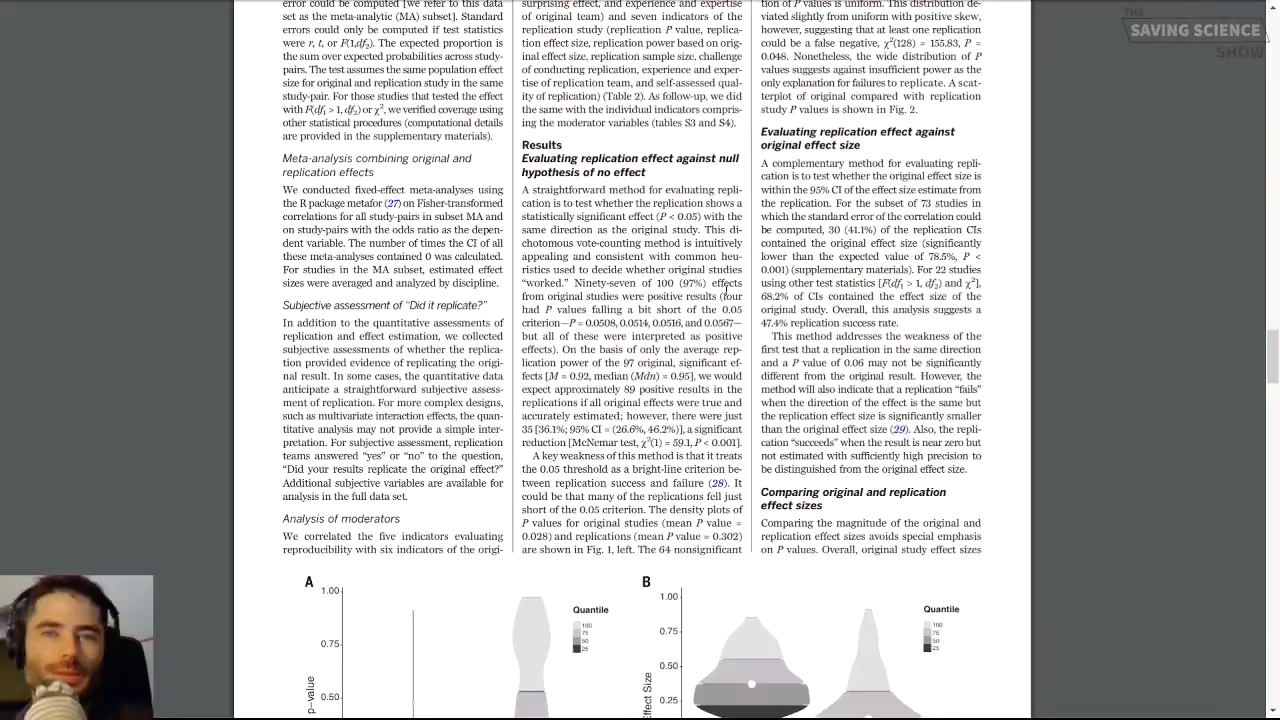 error could be computed [we refer to this data
set as the meta-analytic (MA) subset]. Standard
errors could only be computed if test statistics
were r, t, or F(1,df₂). The expected proportion is
the sum over expected probabilities across study-
pairs. The test assumes the same population effect
size for original and replication study in the same
study-pair. For those studies that tested the effect
with F(df₁ > 1, df₂) or χ², we verified coverage using
other statistical procedures (computational details
are provided in the supplementary materials).
Meta-analysis combining original and
replication effects
We conducted fixed-effect meta-analyses using
the R package metafor (27) on Fisher-transformed
correlations for all study-pairs in subset MA and
on study-pairs with the odds ratio as the depen-
dent variable. The number of times the CI of all
these meta-analyses contained 0 was calculated.
For studies in the MA subset, estimated effect
sizes were averaged and analyzed by discipline.
Subjective assessment of “Did it replicate?”
In addition to the quantitative assessments of
replication and effect estimation, we collected
subjective assessments of whether the replica-
tion provided evidence of replicating the origi-
nal result. In some cases, the quantitative data
anticipate a straightforward subjective assess-
ment of replication. For more complex designs,
such as multivariate interaction effects, the quan-
titative analysis may not provide a simple inter-
pretation. For subjective assessment, replication
teams answered “yes” or “no” to the question,
“Did your results replicate the original effect?”
Additional subjective variables are available for
analysis in the full data set.
Analysis of moderators
We correlated the five indicators evaluating
reproducibility with six indicators of the origi-
surprising effect, and experience and expertise
of original team) and seven indicators of the
replication study (replication P value, replica-
tion effect size, replication power based on orig-
inal effect size, replication sample size, challenge
of conducting replication, experience and exper-
tise of replication team, and self-assessed qual-
ity of replication) (Table 2). As follow-up, we did
the same with the individual indicators compris-
ing the moderator variables (tables S3 and S4).
Results
Evaluating replication effect against null
hypothesis of no effect
A straightforward method for evaluating repli-
cation is to test whether the replication shows a
statistically significant effect (P < 0.05) with the
same direction as the original study. This di-
chotomous vote-counting method is intuitively
appealing and consistent with common heu-
ristics used to decide whether original studies
“worked.” Ninety-seven of 100 (97%) effects
from original studies were positive results (four
had P values falling a bit short of the 0.05
criterion—P = 0.0508, 0.0514, 0.0516, and 0.0567—
but all of these were interpreted as positive
effects). On the basis of only the average rep-
lication power of the 97 original, significant ef-
fects [M = 0.92, median (Mdn) = 0.95], we would
expect approximately 89 positive results in the
replications if all original effects were true and
accurately estimated; however, there were just
35 [36.1%; 95% CI = (26.6%, 46.2%)], a significant
reduction [McNemar test, χ²(1) = 59.1, P < 0.001].
A key weakness of this method is that it treats
the 0.05 threshold as a bright-line criterion be-
tween replication success and failure (28). It
could be that many of the replications fell just
short of the 0.05 criterion. The density plots of
P values for original studies (mean P value =
0.028) and replications (mean P value = 0.302)
are shown in Fig. 1, left. The 64 nonsignificant
tion of P values is uniform. This distribution de-
viated slightly from uniform with positive skew,
however, suggesting that at least one replication
could be a false negative, χ²(128) = 155.83, P =
0.048. Nonetheless, the wide distribution of P
values suggests against insufficient power as the
only explanation for failures to replicate. A scat-
terplot of original compared with replication
study P values is shown in Fig. 2.
Evaluating replication effect against
original effect size
A complementary method for evaluating repli-
cation is to test whether the original effect size is
within the 95% CI of the effect size estimate from
the replication. For the subset of 73 studies in
which the standard error of the correlation could
be computed, 30 (41.1%) of the replication CIs
contained the original effect size (significantly
lower than the expected value of 78.5%, P <
0.001) (supplementary materials). For 22 studies
using other test statistics [F(df₁ > 1, df₂) and χ²],
68.2% of CIs contained the effect size of the
original study. Overall, this analysis suggests a
47.4% replication success rate.
This method addresses the weakness of the
first test that a replication in the same direction
and a P value of 0.06 may not be significantly
different from the original result. However, the
method will also indicate that a replication “fails”
when the direction of the effect is the same but
the replication effect size is significantly smaller
than the original effect size (29). Also, the repli-
cation “succeeds” when the result is near zero but
not estimated with sufficiently high precision to
be distinguished from the original effect size.
Comparing original and replication
effect sizes
Comparing the magnitude of the original and
replication effect sizes avoids special emphasis
on P values. Overall, original study effect sizes
THE
SAVING SCIENCE
SHOW
A
1.00
0.75
0.50
p-value
Quantile
100
75
50
25
B
1.00
0.75
0.50
0.25
Effect Size
Quantile
100
75
50
25